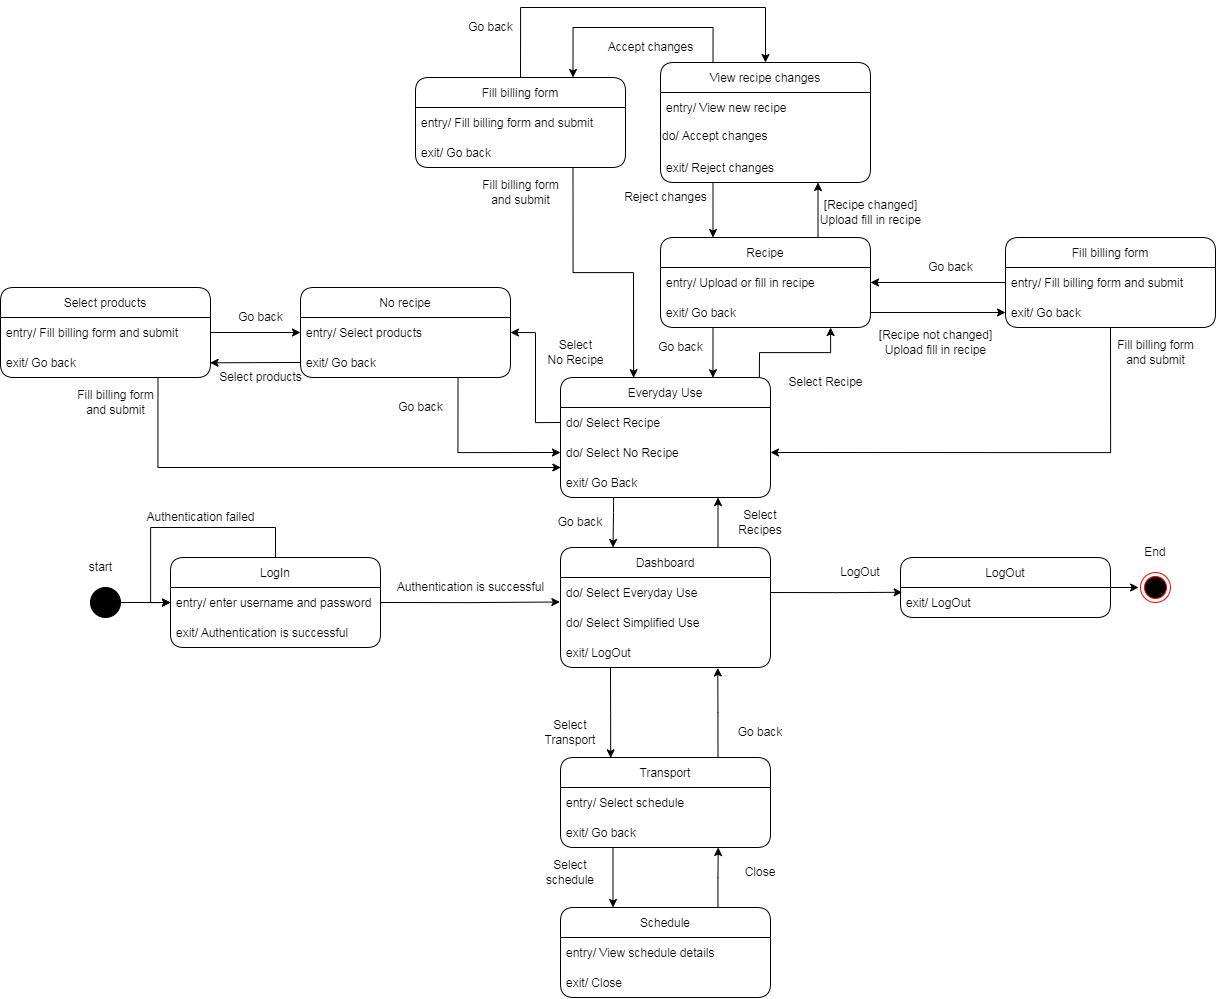 Go back
Accept changes
Fill billing form
entry/ Fill billing form and submit
exit/ Go back
View recipe changes
entry/ View new recipe
do/ Accept changes
exit/ Reject changes
Fill billing form
and submit
Reject changes
[Recipe changed]
Upload fill in recipe
Recipe
entry/ Upload or fill in recipe
exit/ Go back
Go back
Fill billing form
entry/ Fill billing form and submit
exit/ Go back
[Recipe not changed]
Upload fill in recipe
Select products
entry/ Fill billing form and submit
exit/ Go back
Go back
Select products
No recipe
entry/ Select products
exit/ Go back
Select
No Recipe
Go back
Select Recipe
Fill billing form
and submit
Fill billing form
and submit
Go back
Everyday Use
do/ Select Recipe
do/ Select No Recipe
exit/ Go Back
Go back
Select
Recipes
Authentication failed
start
LogIn
entry/ enter username and password
exit/ Authentication is successful
Authentication is successful
Dashboard
do/ Select Everyday Use
do/ Select Simplified Use
exit/ LogOut
LogOut
LogOut
exit/ LogOut
End
Select
Transport
Go back
Transport
entry/ Select schedule
exit/ Go back
Select
schedule
Close
Schedule
entry/ View schedule details
exit/ Close